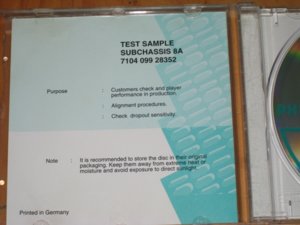 TEST SAMPLE
SUBCHASSIS 8A
7104 099 28352
Purpose : Customers check and player
performance in production.
: Alignment procedures.
: Check dropout sensitivity.
Note : It is recommended to store the disc in their original
packaging. Keep them away from extreme heat or
moisture and avoid exposure to direct sunlight.
Printed in Germany